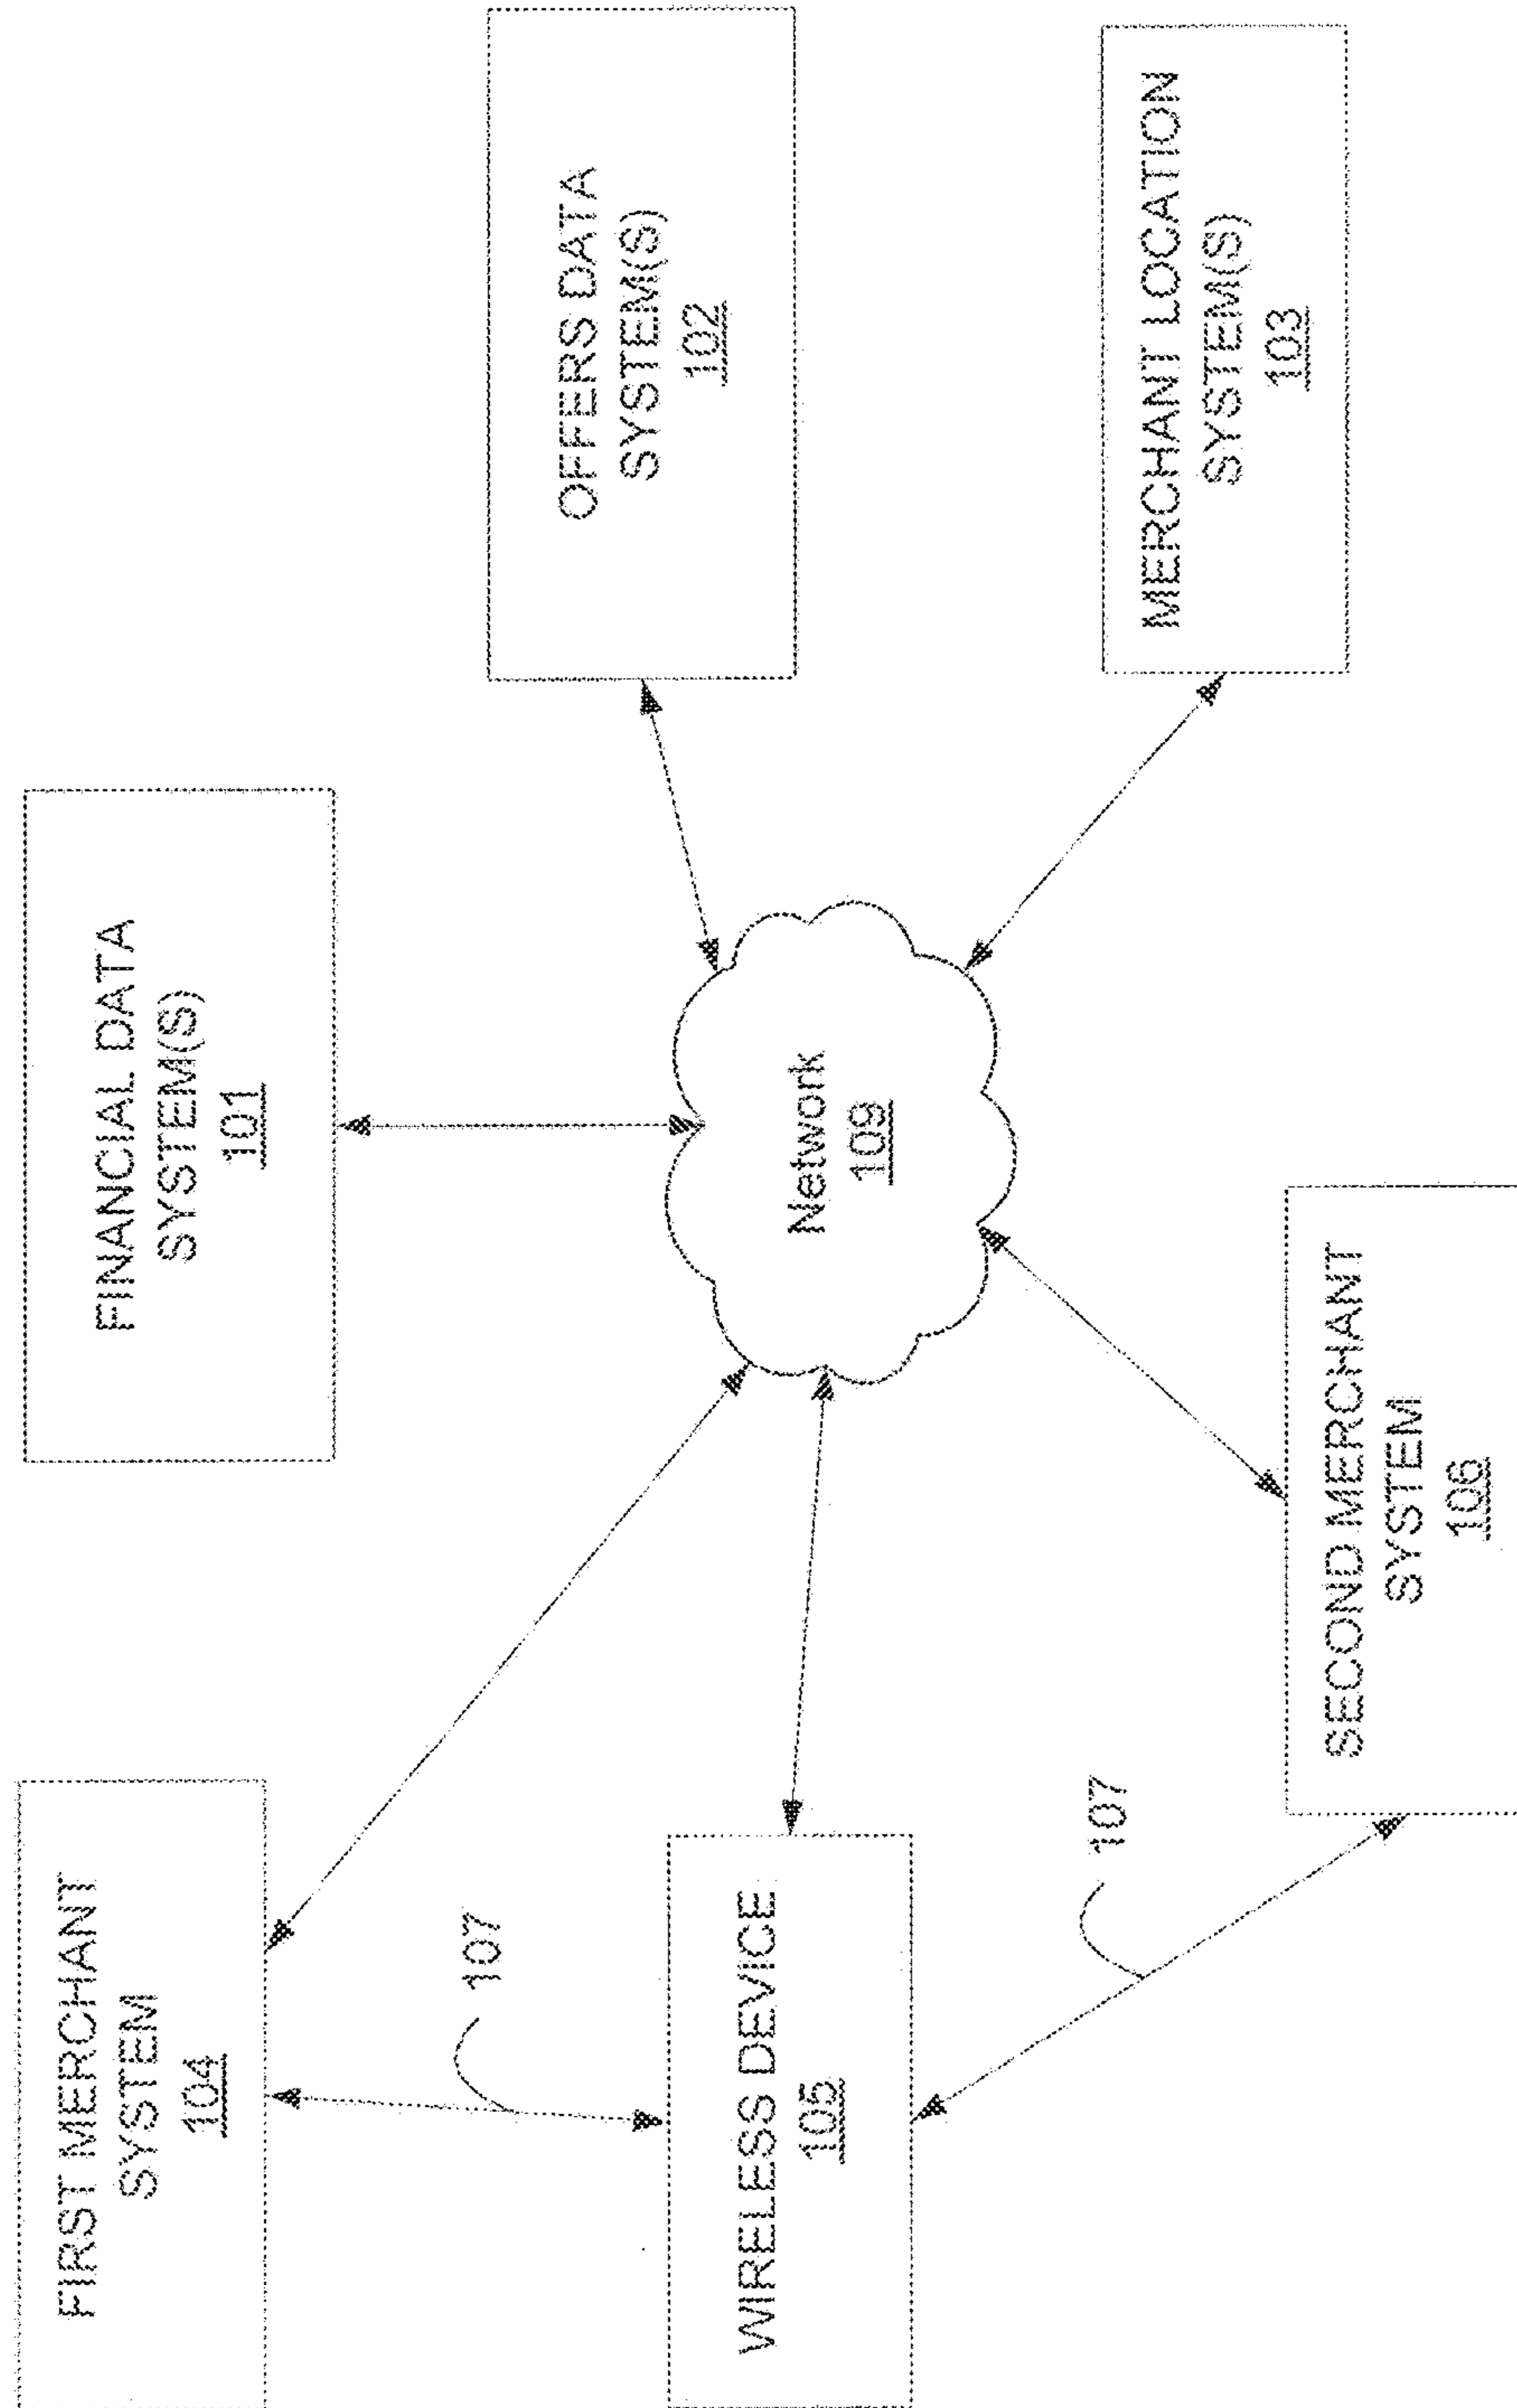 FIRST MERCHANT
SYSTEM
104
FINANCIAL DATA
SYSTEM(S)
101
OFFERS DATA
SYSTEM(S)
102
107
WIRELESS DEVICE
105
Network
109
107
MERCHANT LOCATION
SYSTEM(S)
103
SECOND MERCHANT
SYSTEM
106